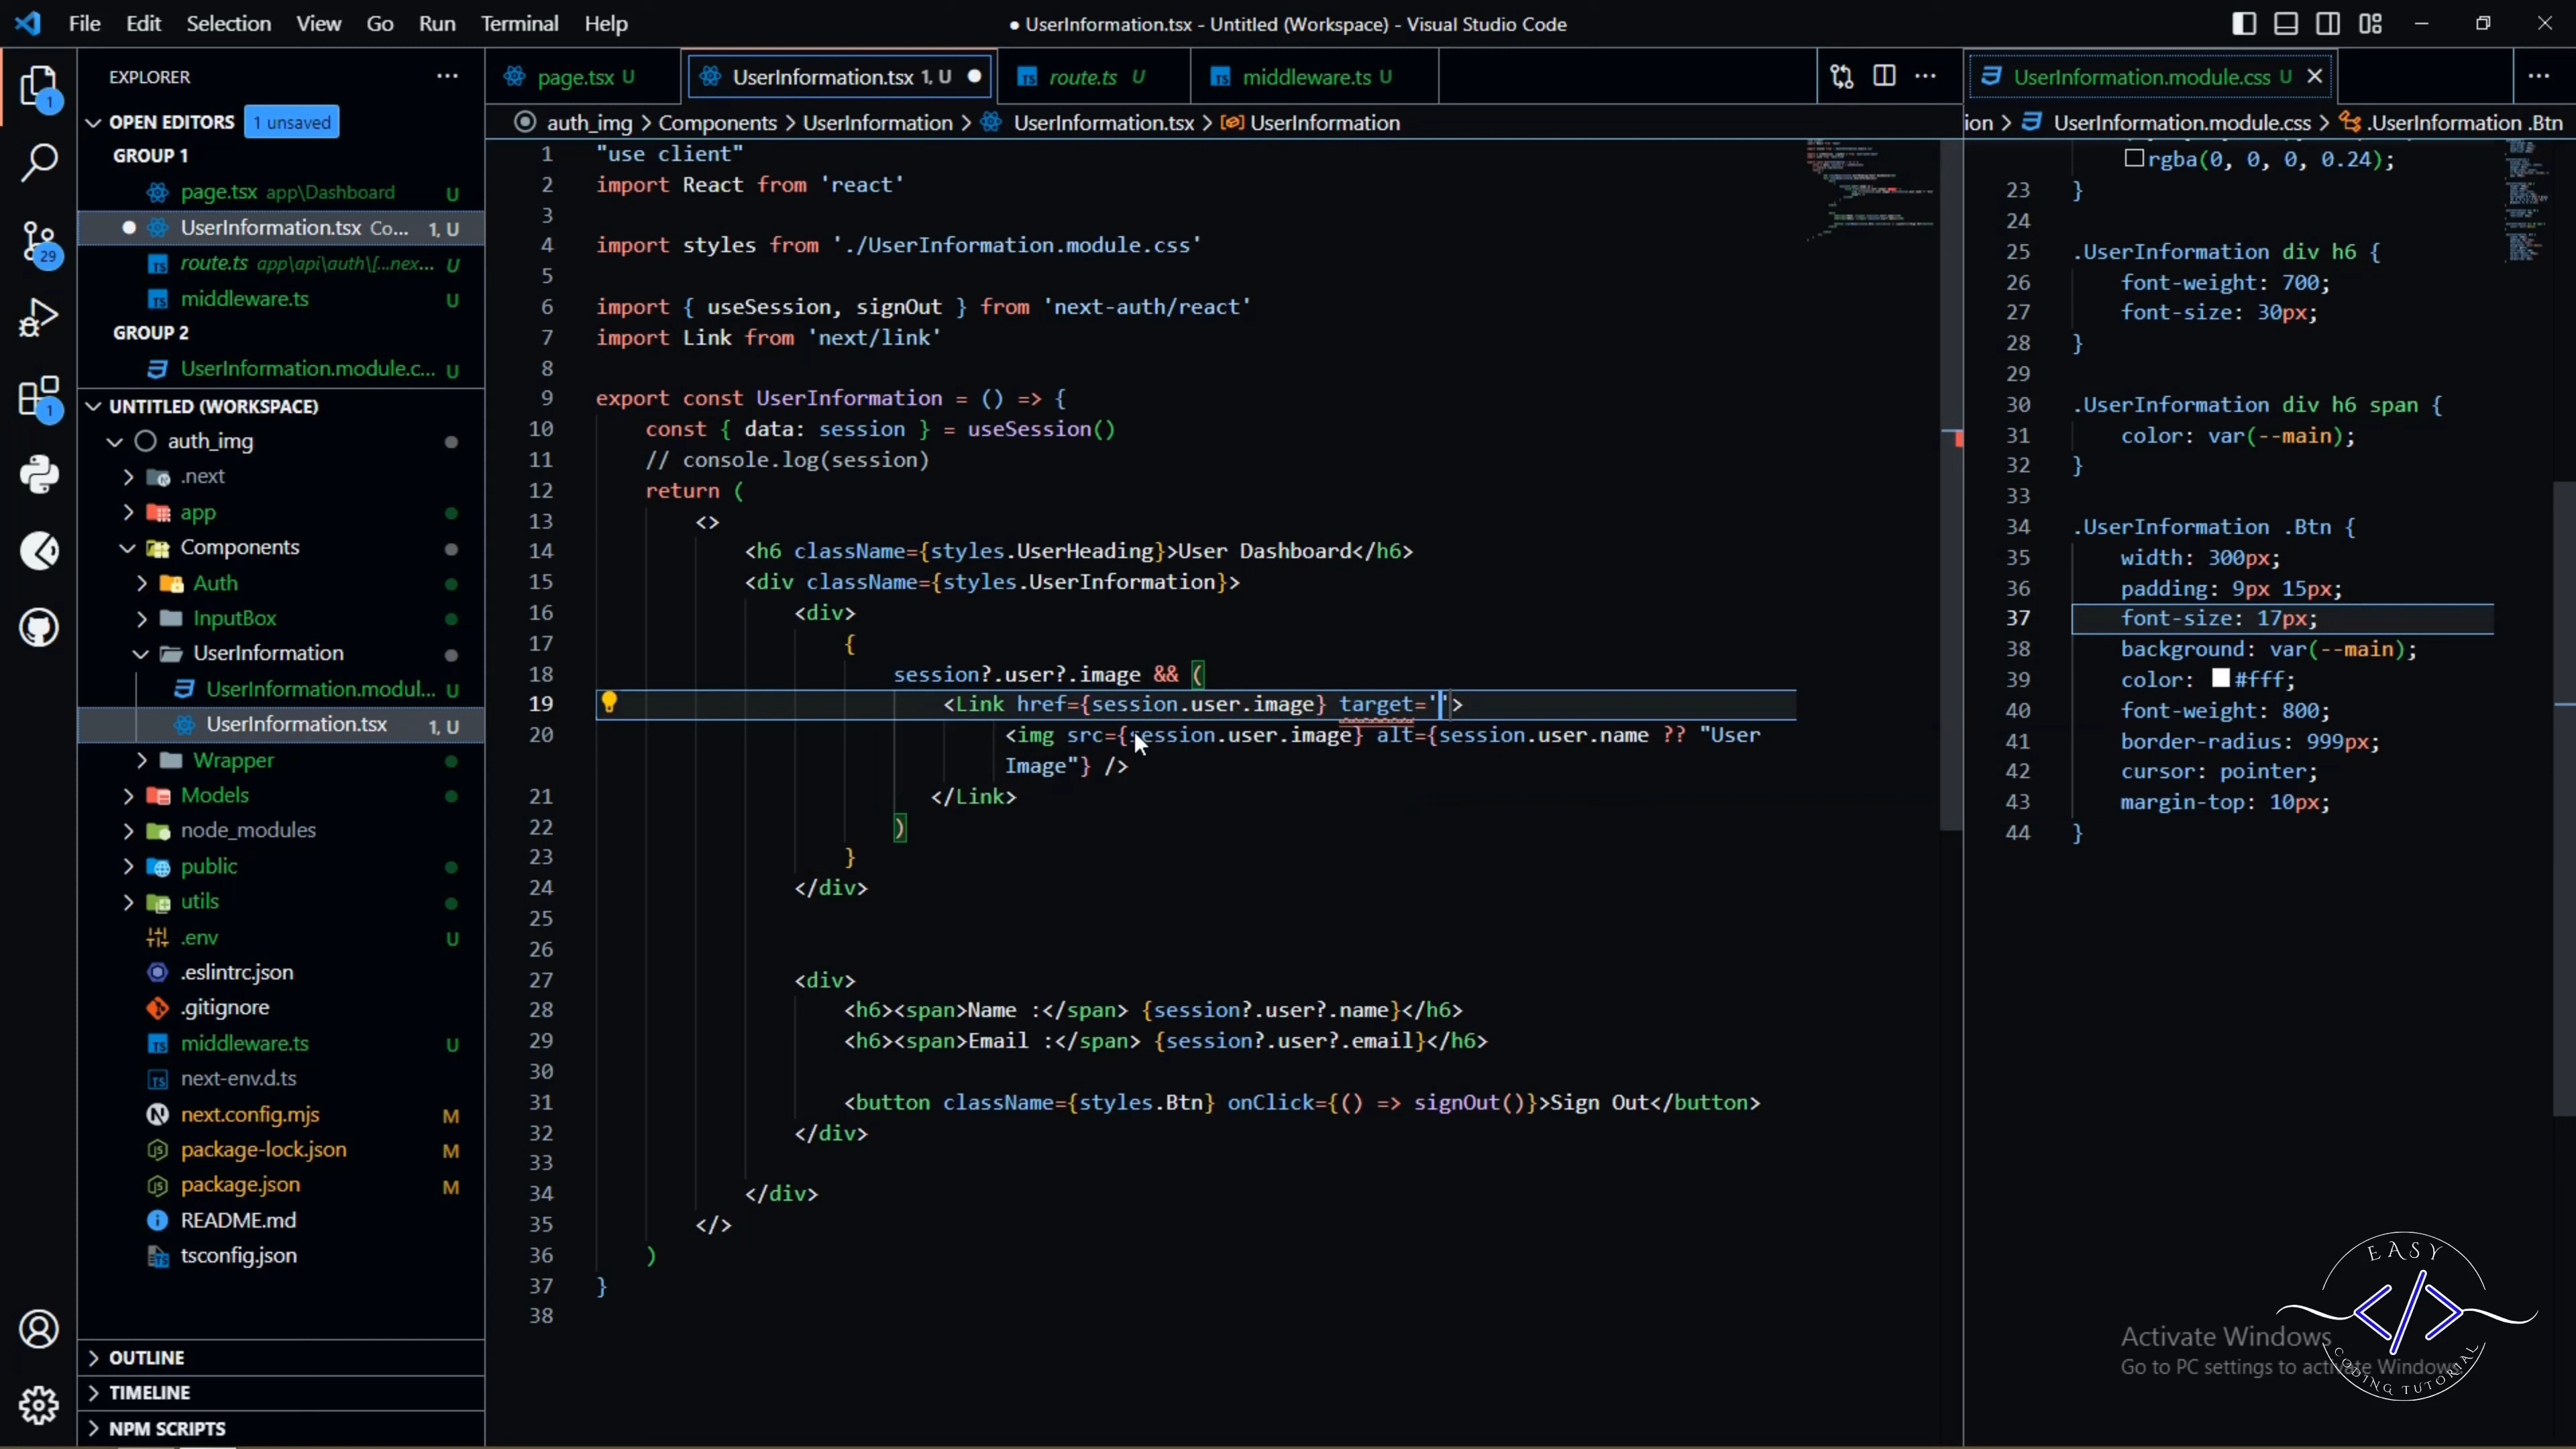 File Edit Selection View Go Run Terminal Help
● UserInformation.tsx - Untitled (Workspace) - Visual Studio Code
EXPLORER
OPEN EDITORS 1 unsaved
GROUP 1
page.tsx app\Dashboard U
UserInformation.tsx Co... 1, U
route.ts app\api\auth\[...nex... U
middleware.ts U
GROUP 2
UserInformation.module.c... U
UNTITLED (WORKSPACE)
auth_img
.next
app
Components
Auth
InputBox
UserInformation
UserInformation.modul... U
UserInformation.tsx 1, U
Wrapper
Models
node_modules
public
utils
.env U
.eslintrc.json
.gitignore
middleware.ts U
next-env.d.ts
next.config.mjs M
package-lock.json M
package.json M
README.md
tsconfig.json
OUTLINE
TIMELINE
NPM SCRIPTS
1
29
1
page.tsx U
UserInformation.tsx 1, U
route.ts U
middleware.ts U
auth_img > Components > UserInformation > UserInformation.tsx > UserInformation
1 "use client"
2 import React from 'react'
3
4 import styles from './UserInformation.module.css'
5
6 import { useSession, signOut } from 'next-auth/react'
7 import Link from 'next/link'
8
9 export const UserInformation = () => {
10 const { data: session } = useSession()
11 // console.log(session)
12 return (
13 <>
14 <h6 className={styles.UserHeading}>User Dashboard</h6>
15 <div className={styles.UserInformation}>
16 <div>
17 {
18 session?.user?.image && (
19 <Link href={session.user.image} target=''>
20 <img src={session.user.image} alt={session.user.name ?? "User
Image"} />
21 </Link>
22 )
23 }
24 </div>
25
26
27 <div>
28 <h6><span>Name :</span> {session?.user?.name}</h6>
29 <h6><span>Email :</span> {session?.user?.email}</h6>
30
31 <button className={styles.Btn} onClick={() => signOut()}>Sign Out</button>
32 </div>
33
34 </div>
35 </>
36 )
37 }
38
UserInformation.module.css U
ion > UserInformation.module.css > .UserInformation .Btn
rgba(0, 0, 0, 0.24);
23 }
24
25 .UserInformation div h6 {
26 font-weight: 700;
27 font-size: 30px;
28 }
29
30 .UserInformation div h6 span {
31 color: var(--main);
32 }
33
34 .UserInformation .Btn {
35 width: 300px;
36 padding: 9px 15px;
37 font-size: 17px;
38 background: var(--main);
39 color: #fff;
40 font-weight: 800;
41 border-radius: 999px;
42 cursor: pointer;
43 margin-top: 10px;
44 }
Activate Windows
Go to PC settings to activate Windows.
EASY
</>
CODING TUTORIAL